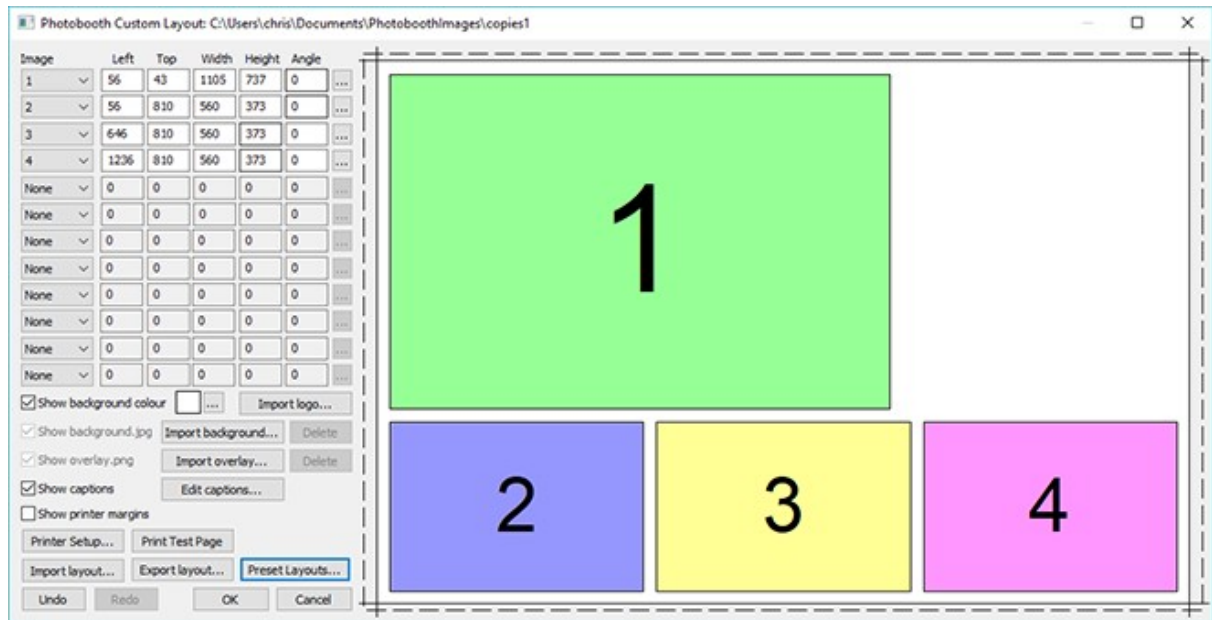 Photobooth Custom Layout: C:\Users\chris\Documents\PhotoboothImages\copies1
Image Left Top Width Height Angle
1 56 43 1105 737 0 ...
2 56 810 560 373 0 ...
3 646 810 560 373 0 ...
4 1236 810 560 373 0 ...
None 0 0 0 0 0 ...
None 0 0 0 0 0 ...
None 0 0 0 0 0 ...
None 0 0 0 0 0 ...
None 0 0 0 0 0 ...
None 0 0 0 0 0 ...
None 0 0 0 0 0 ...
None 0 0 0 0 0 ...
Show background colour ... Import logo...
Show background.jpg Import background... Delete
Show overlay.png Import overlay... Delete
Show captions Edit captions...
Show printer margins
Printer Setup... Print Test Page
Import layout... Export layout... Preset Layouts...
Undo Redo OK Cancel
1
2 3 4